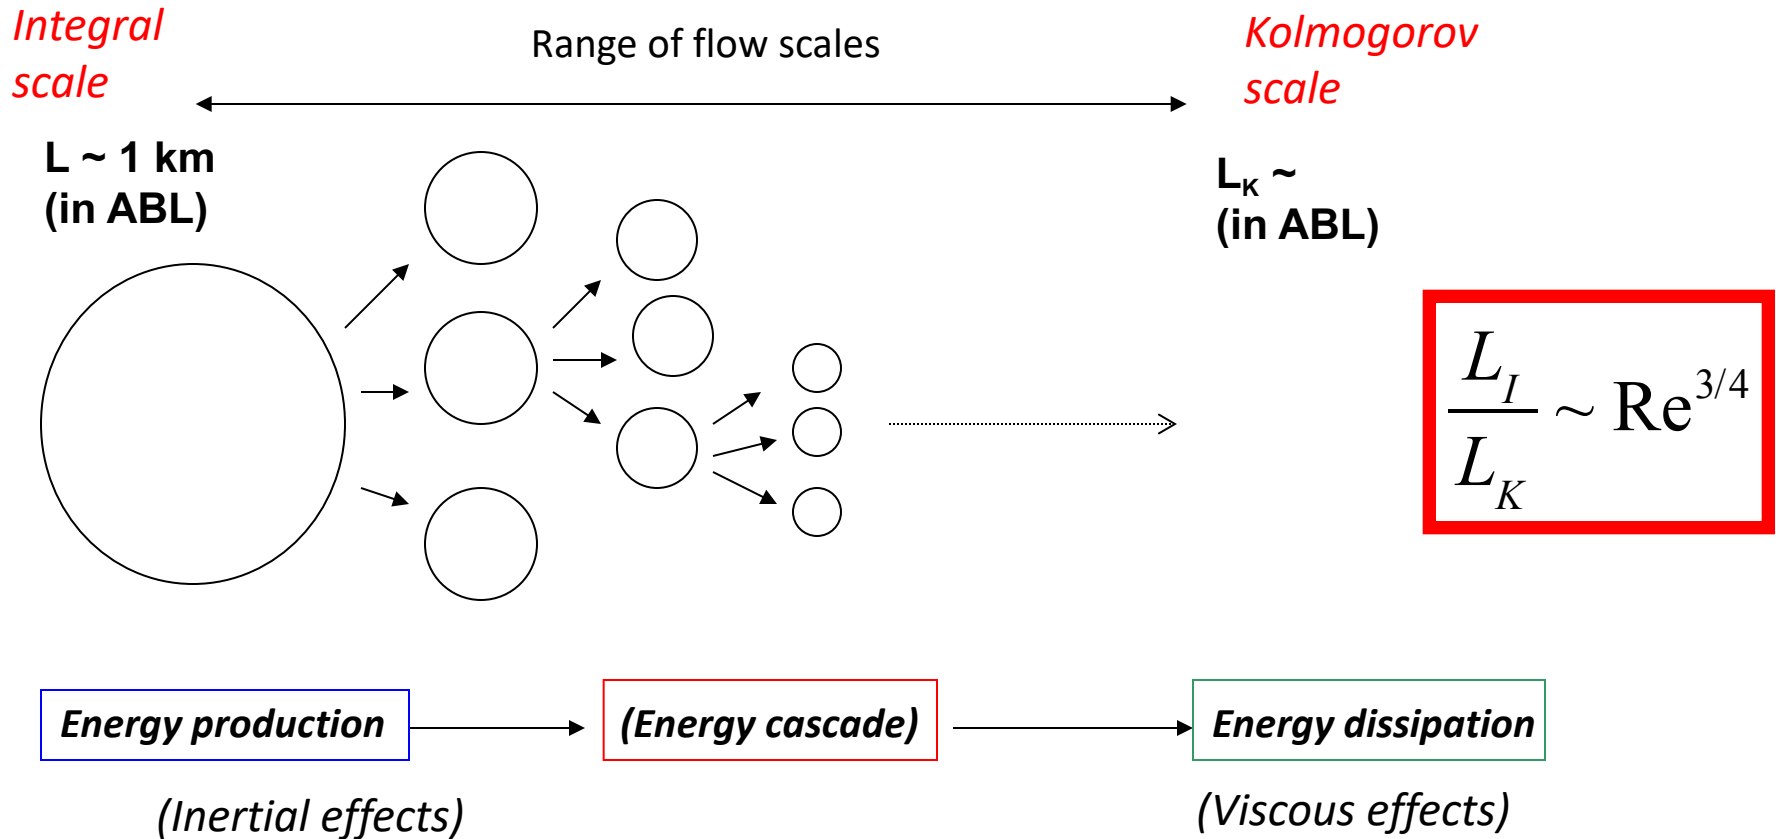 Integral
scale
Range of flow scales
Kolmogorov
scale
L ~ 1 km
(in ABL)
L_K ~
(in ABL)
L_I / L_K ~ Re^{3/4}
Energy production
(Energy cascade)
Energy dissipation
(Inertial effects)
(Viscous effects)